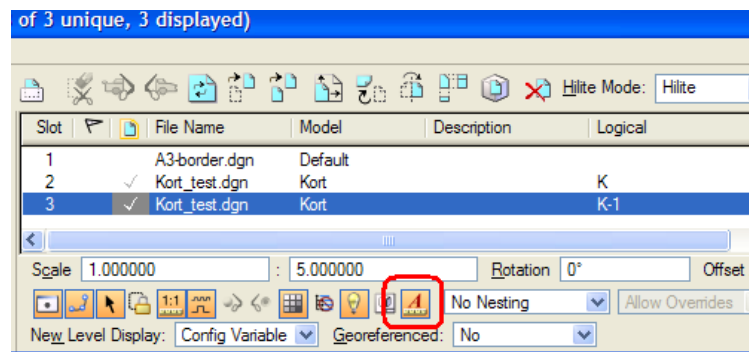 of 3 unique, 3 displayed)
Hilite Mode: Hilite
Slot File Name Model Description Logical
1 A3-border.dgn Default
2 Kort_test.dgn Kort K
3 Kort_test.dgn Kort K-1
Scale 1.000000 : 5.000000 Rotation 0° Offset
1:1 A No Nesting Allow Overrides
New Level Display: Config Variable Georeferenced: No